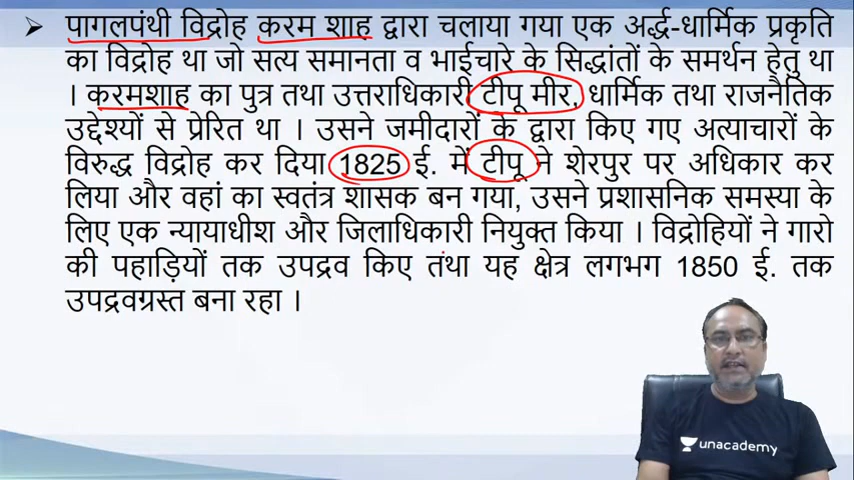 ➢ पागलपंथी विद्रोह करम शाह द्वारा चलाया गया एक अर्द्ध-धार्मिक प्रकृति
का विद्रोह था जो सत्य समानता व भाईचारे के सिद्धांतों के समर्थन हेतु था
। करमशाह का पुत्र तथा उत्तराधिकारी टीपू मीर, धार्मिक तथा राजनैतिक
उद्देश्यों से प्रेरित था । उसने जमीदारों के द्वारा किए गए अत्याचारों के
विरुद्ध विद्रोह कर दिया 1825 ई. में टीपू ने शेरपुर पर अधिकार कर
लिया और वहां का स्वतंत्र शासक बन गया, उसने प्रशासनिक समस्या के
लिए एक न्यायाधीश और जिलाधिकारी नियुक्त किया । विद्रोहियों ने गारो
की पहाड़ियों तक उपद्रव किए तथा यह क्षेत्र लगभग 1850 ई. तक
उपद्रवग्रस्त बना रहा ।
unacademy